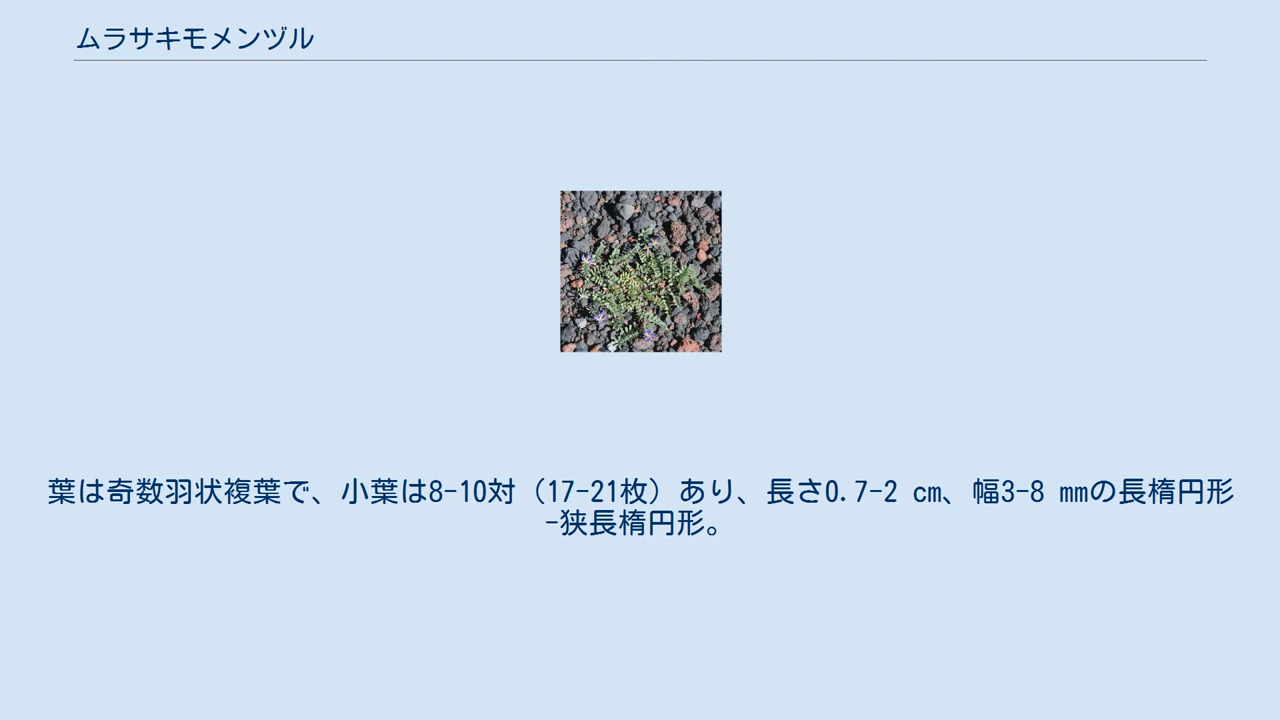 ムラサキモメンヅル
葉は奇数羽状複葉で、小葉は8-10対（17-21枚）あり、長さ0.7-2 cm、幅3-8 mmの長楕円形
-狭長楕円形。